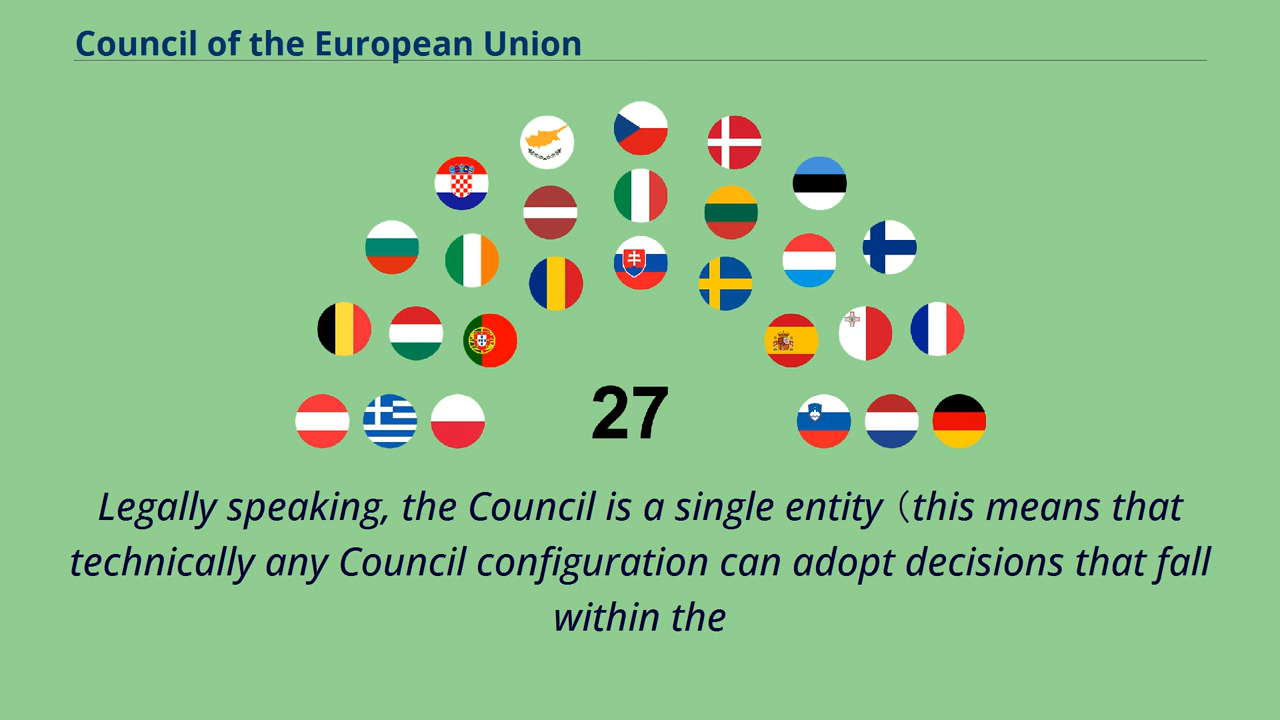 Council of the European Union
27
Legally speaking, the Council is a single entity（this means that
technically any Council configuration can adopt decisions that fall
within the